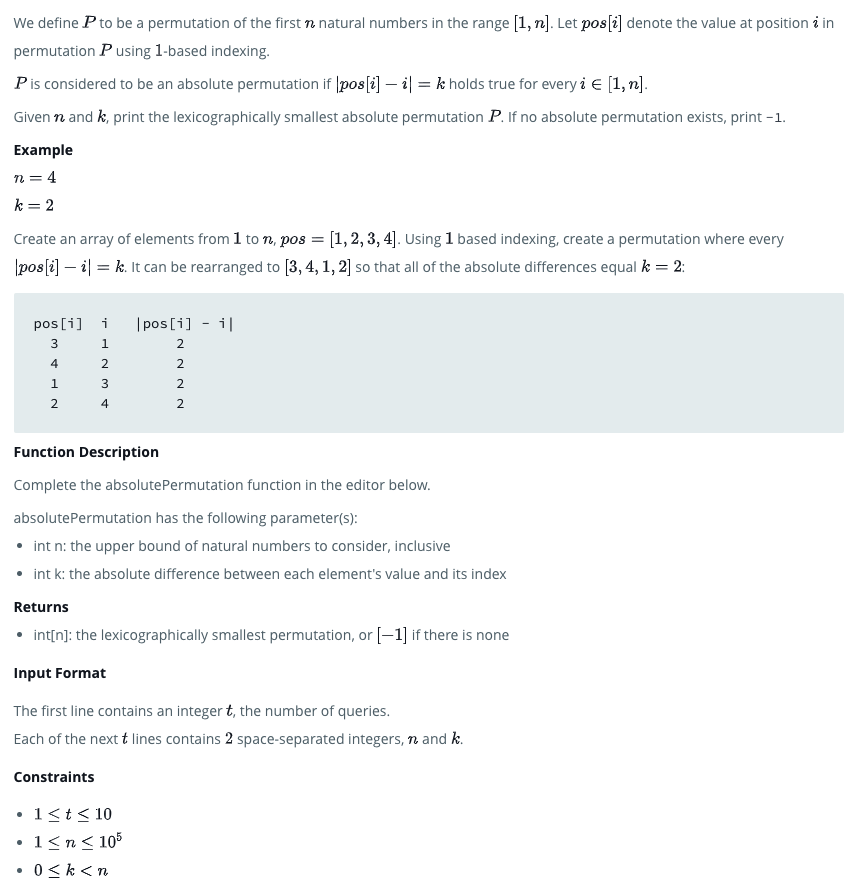 We define P to be a permutation of the first n natural numbers in the range [1, n]. Let pos[i] denote the value at position i in
permutation P using 1-based indexing.
P is considered to be an absolute permutation if |pos[i] − i| = k holds true for every i ∈ [1, n].
Given n and k, print the lexicographically smallest absolute permutation P. If no absolute permutation exists, print -1.
Example
n = 4
k = 2
Create an array of elements from 1 to n, pos = [1, 2, 3, 4]. Using 1 based indexing, create a permutation where every
|pos[i] − i| = k. It can be rearranged to [3, 4, 1, 2] so that all of the absolute differences equal k = 2:
pos[i] i |pos[i] - i|
3 1 2
4 2 2
1 3 2
2 4 2
Function Description
Complete the absolutePermutation function in the editor below.
absolutePermutation has the following parameter(s):
• int n: the upper bound of natural numbers to consider, inclusive
• int k: the absolute difference between each element's value and its index
Returns
• int[n]: the lexicographically smallest permutation, or [−1] if there is none
Input Format
The first line contains an integer t, the number of queries.
Each of the next t lines contains 2 space-separated integers, n and k.
Constraints
• 1 ≤ t ≤ 10
• 1 ≤ n ≤ 10⁵
• 0 ≤ k < n